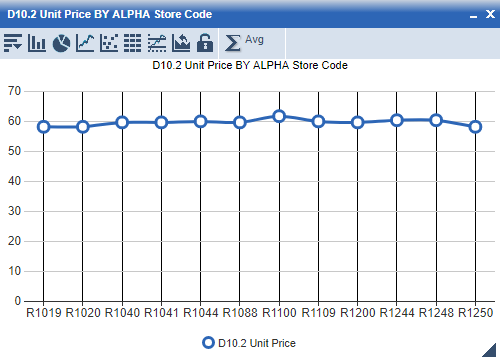 D10.2 Unit Price BY ALPHA Store Code
Avg
D10.2 Unit Price BY ALPHA Store Code
70
60
50
40
30
20
10
0
R1019 R1020 R1040 R1041 R1044 R1088 R1100 R1109 R1200 R1244 R1248 R1250
D10.2 Unit Price